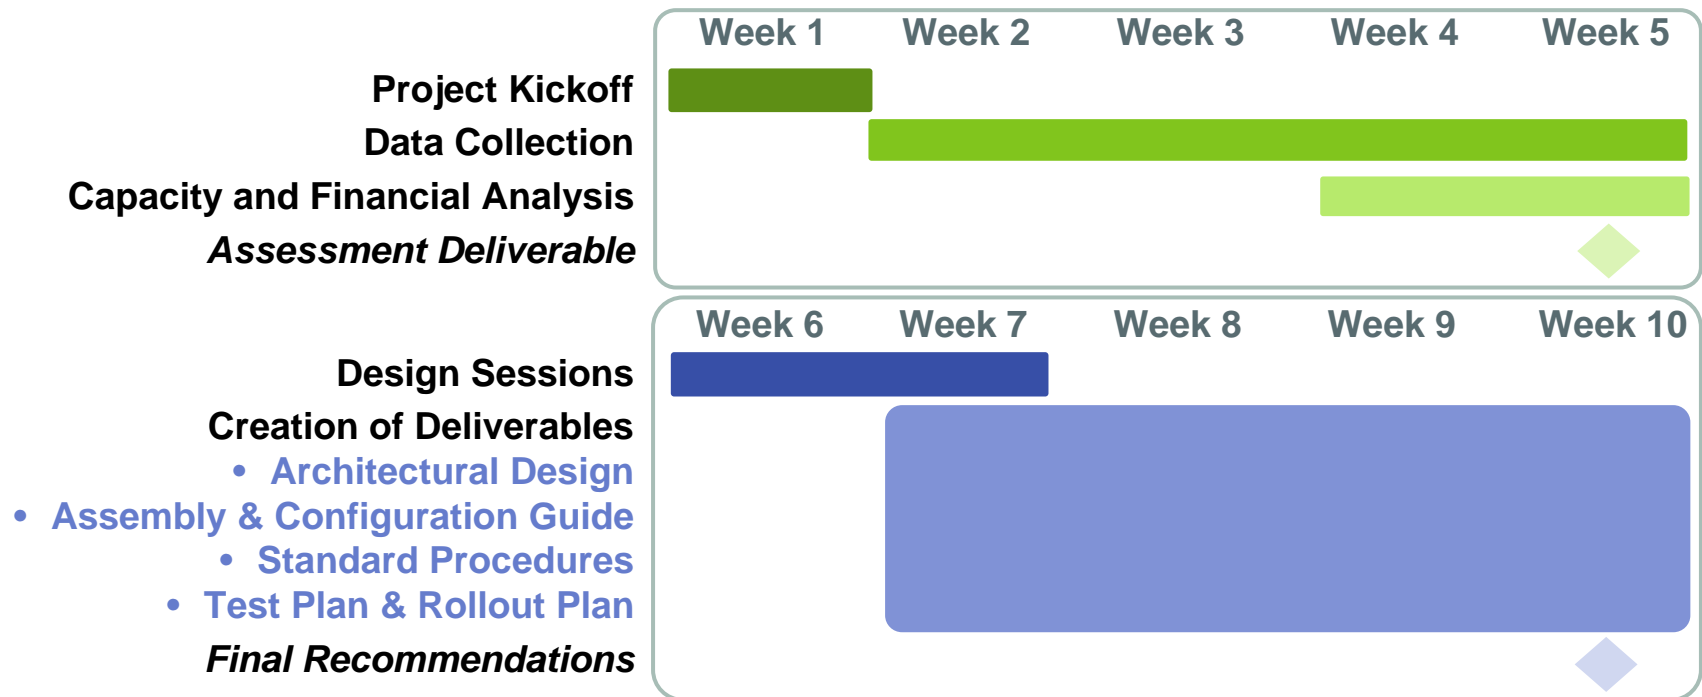 Week 1 Week 2 Week 3 Week 4 Week 5
Project Kickoff
Data Collection
Capacity and Financial Analysis
Assessment Deliverable
Week 6 Week 7 Week 8 Week 9 Week 10
Design Sessions
Creation of Deliverables
• Architectural Design
• Assembly & Configuration Guide
• Standard Procedures
• Test Plan & Rollout Plan
Final Recommendations